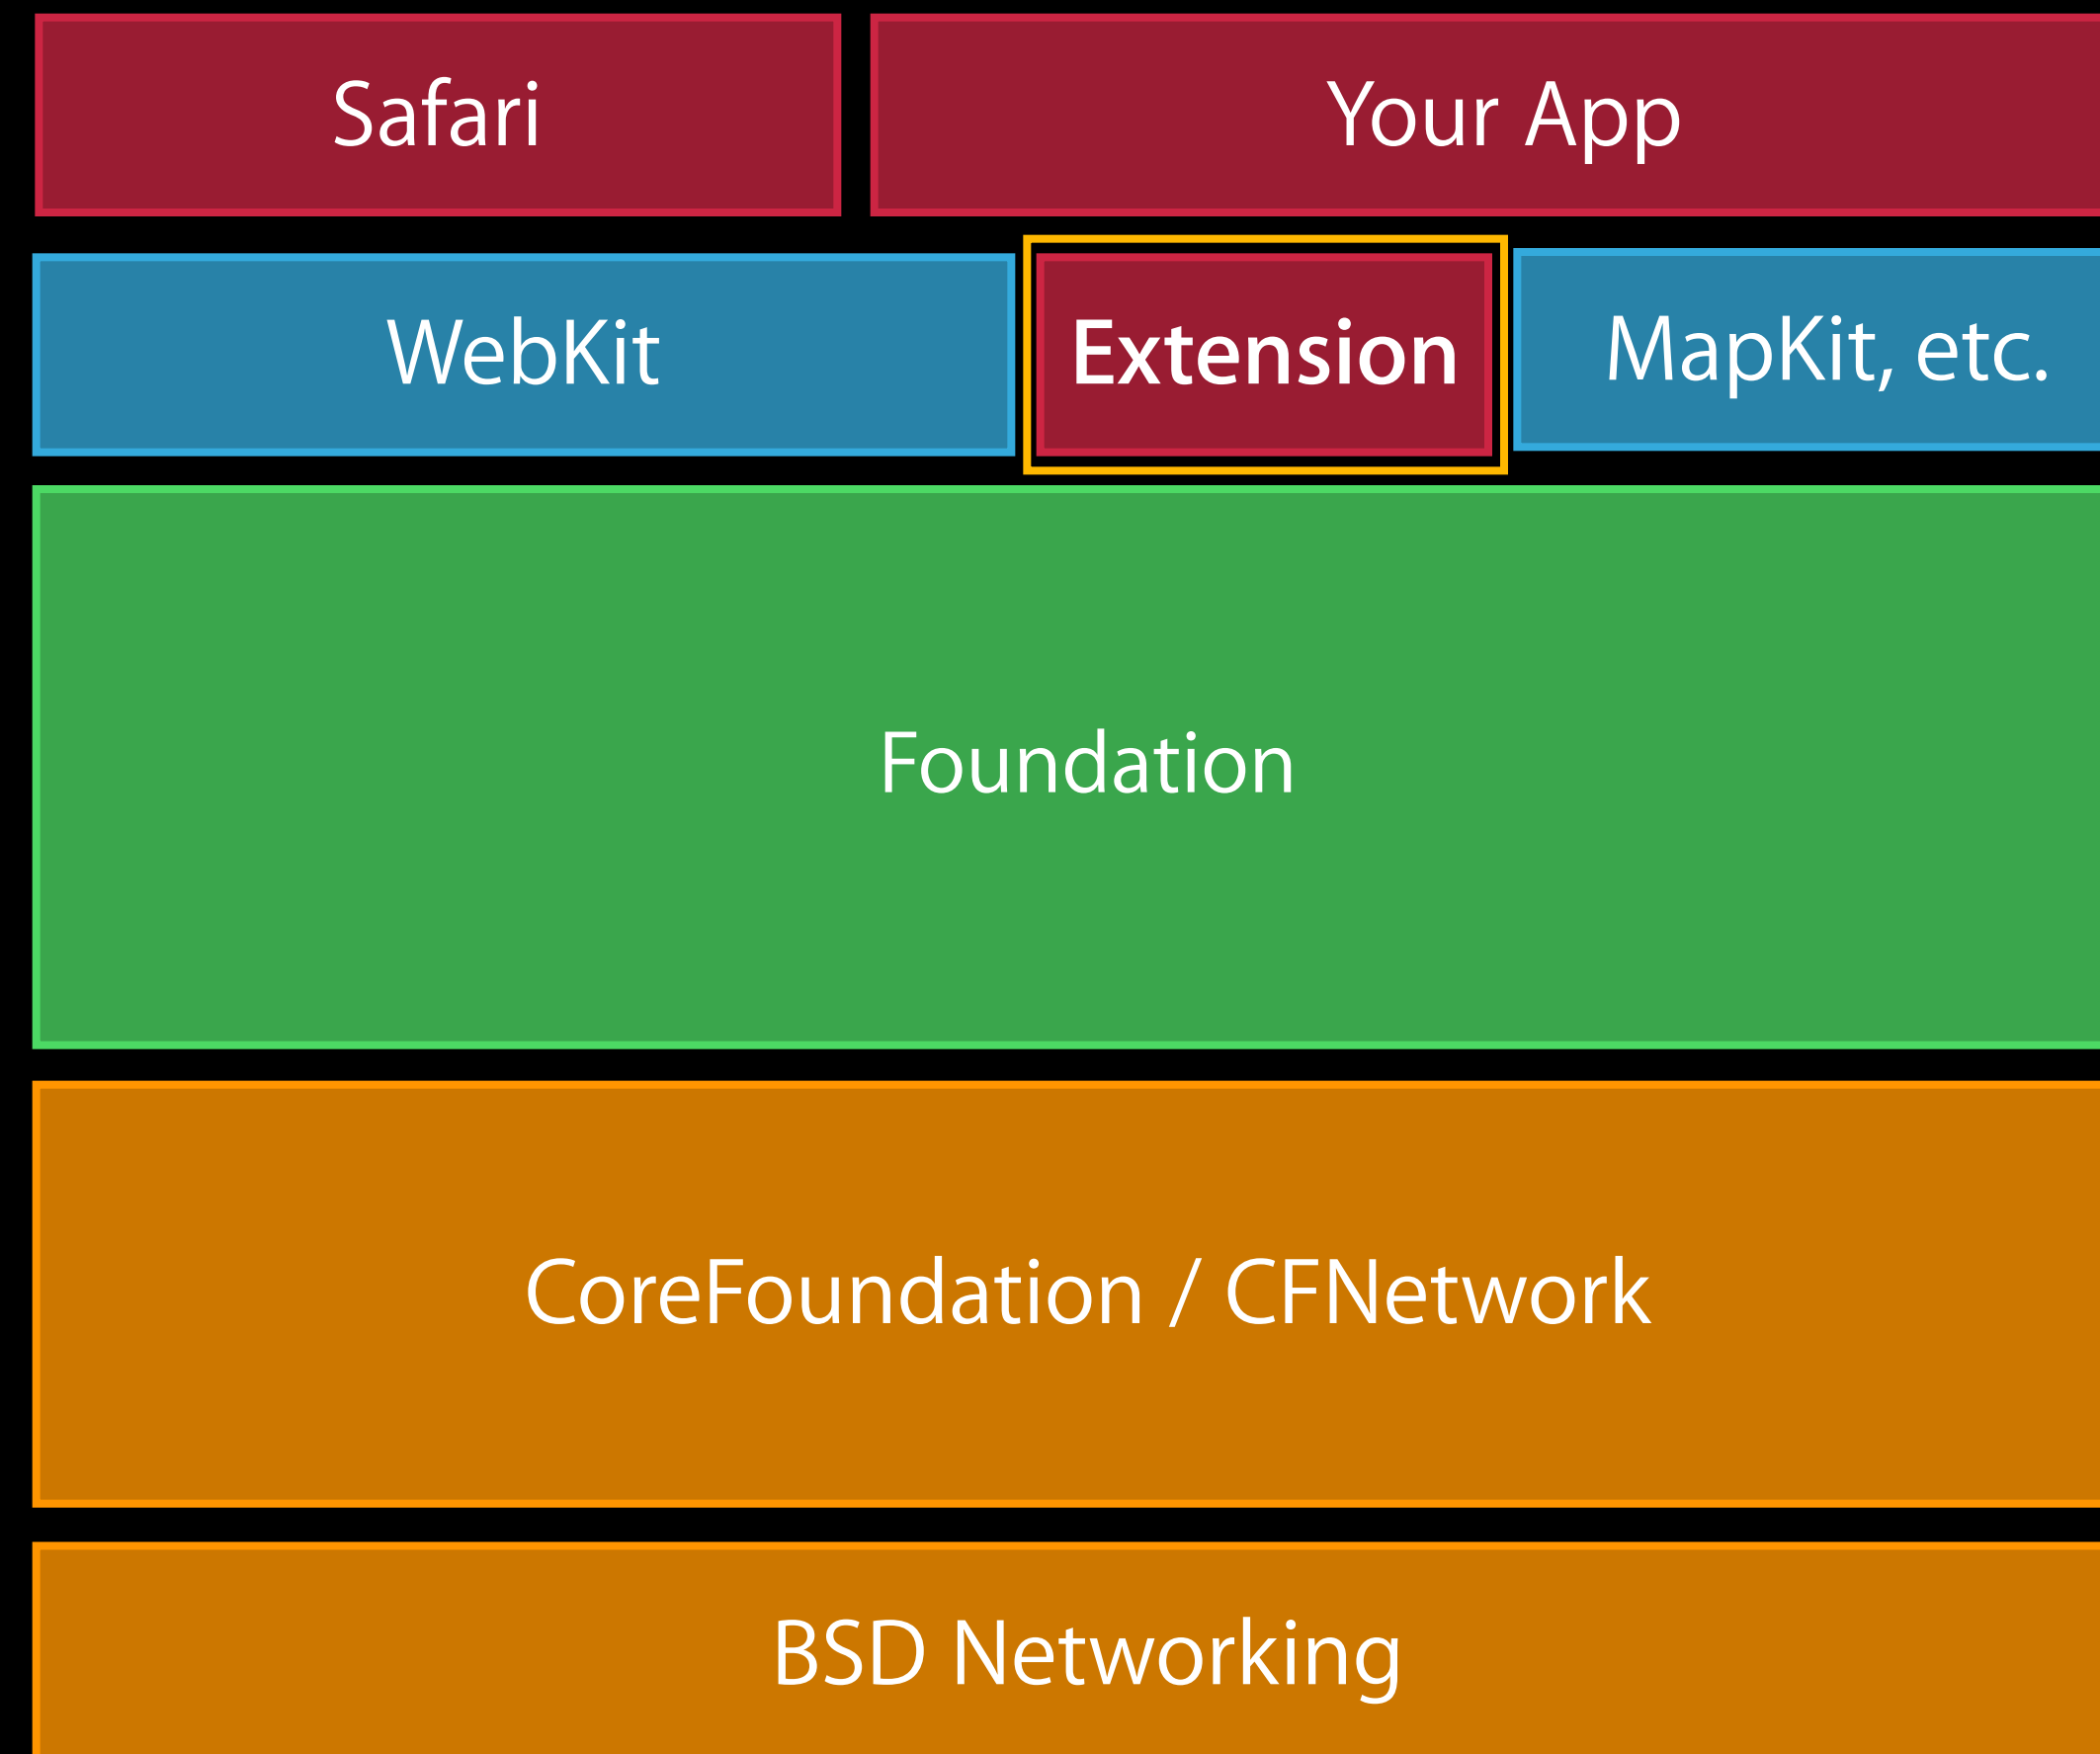 Safari
Your App
WebKit
Extension
MapKit, etc.
Foundation
CoreFoundation / CFNetwork
BSD Networking